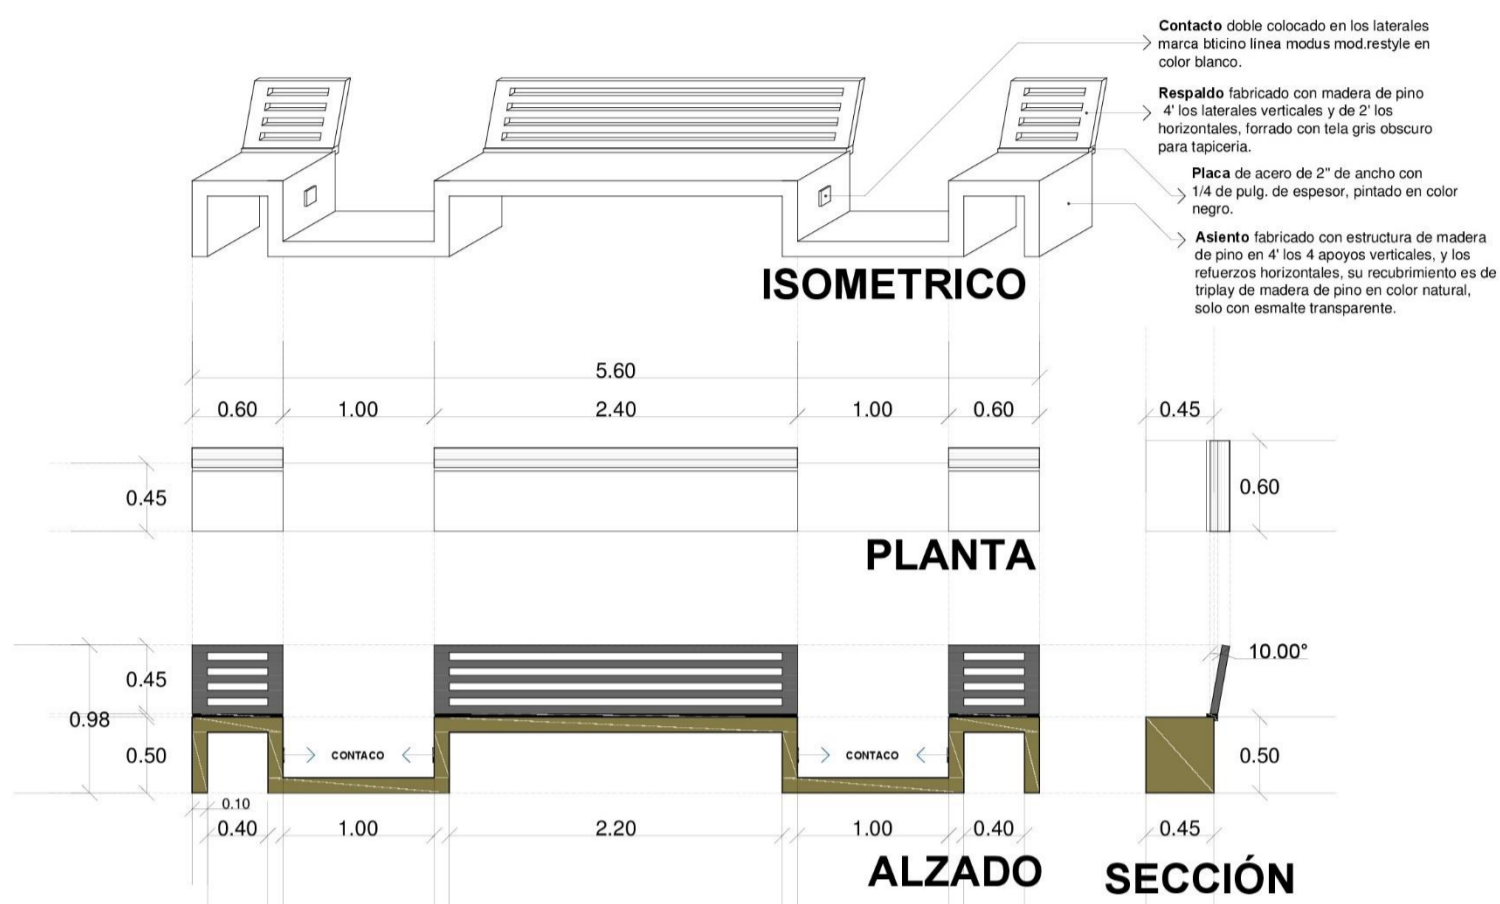 Contacto doble colocado en los laterales
marca bticino linea modus mod.restyle en
color blanco.
Respaldo fabricado con madera de pino
4' los laterales verticales y de 2' los
horizontales, forrado con tela gris obscuro
para tapiceria.
Placa de acero de 2" de ancho con
1/4 de pulg. de espesor, pintado en color
negro.
Asiento fabricado con estructura de madera
de pino en 4' los 4 apoyos verticales, y los
refuerzos horizontales, su recubrimiento es de
triplay de madera de pino en color natural,
solo con esmalte transparente.
ISOMETRICO
5.60
0.60 1.00 2.40 1.00 0.60 0.45
0.45
0.60
PLANTA
10.00°
0.45
0.98
0.50 CONTACO CONTACO 0.50
0.10
0.40 1.00 2.20 1.00 0.40 0.45
ALZADO SECCIÓN